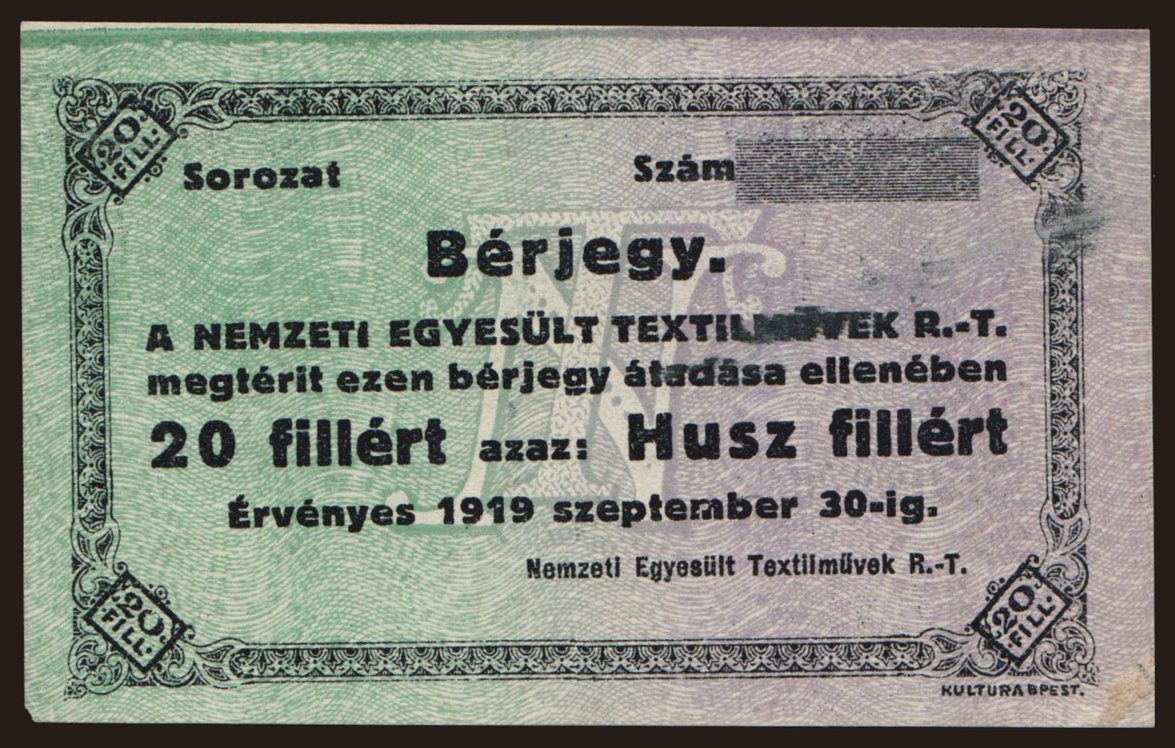 20 FILL.
20 FILL.
Sorozat
Szám
Bérjegy.
A NEMZETI EGYESÜLT TEXTILMŰVEK R.-T.
megtérit ezen bérjegy átadása ellenében
20 fillért azaz: Husz fillért
Érvényes 1919 szeptember 30-ig.
Nemzeti Egyesült Textilművek R.-T.
20 FILL.
20 FILL.
KULTURA BPEST.